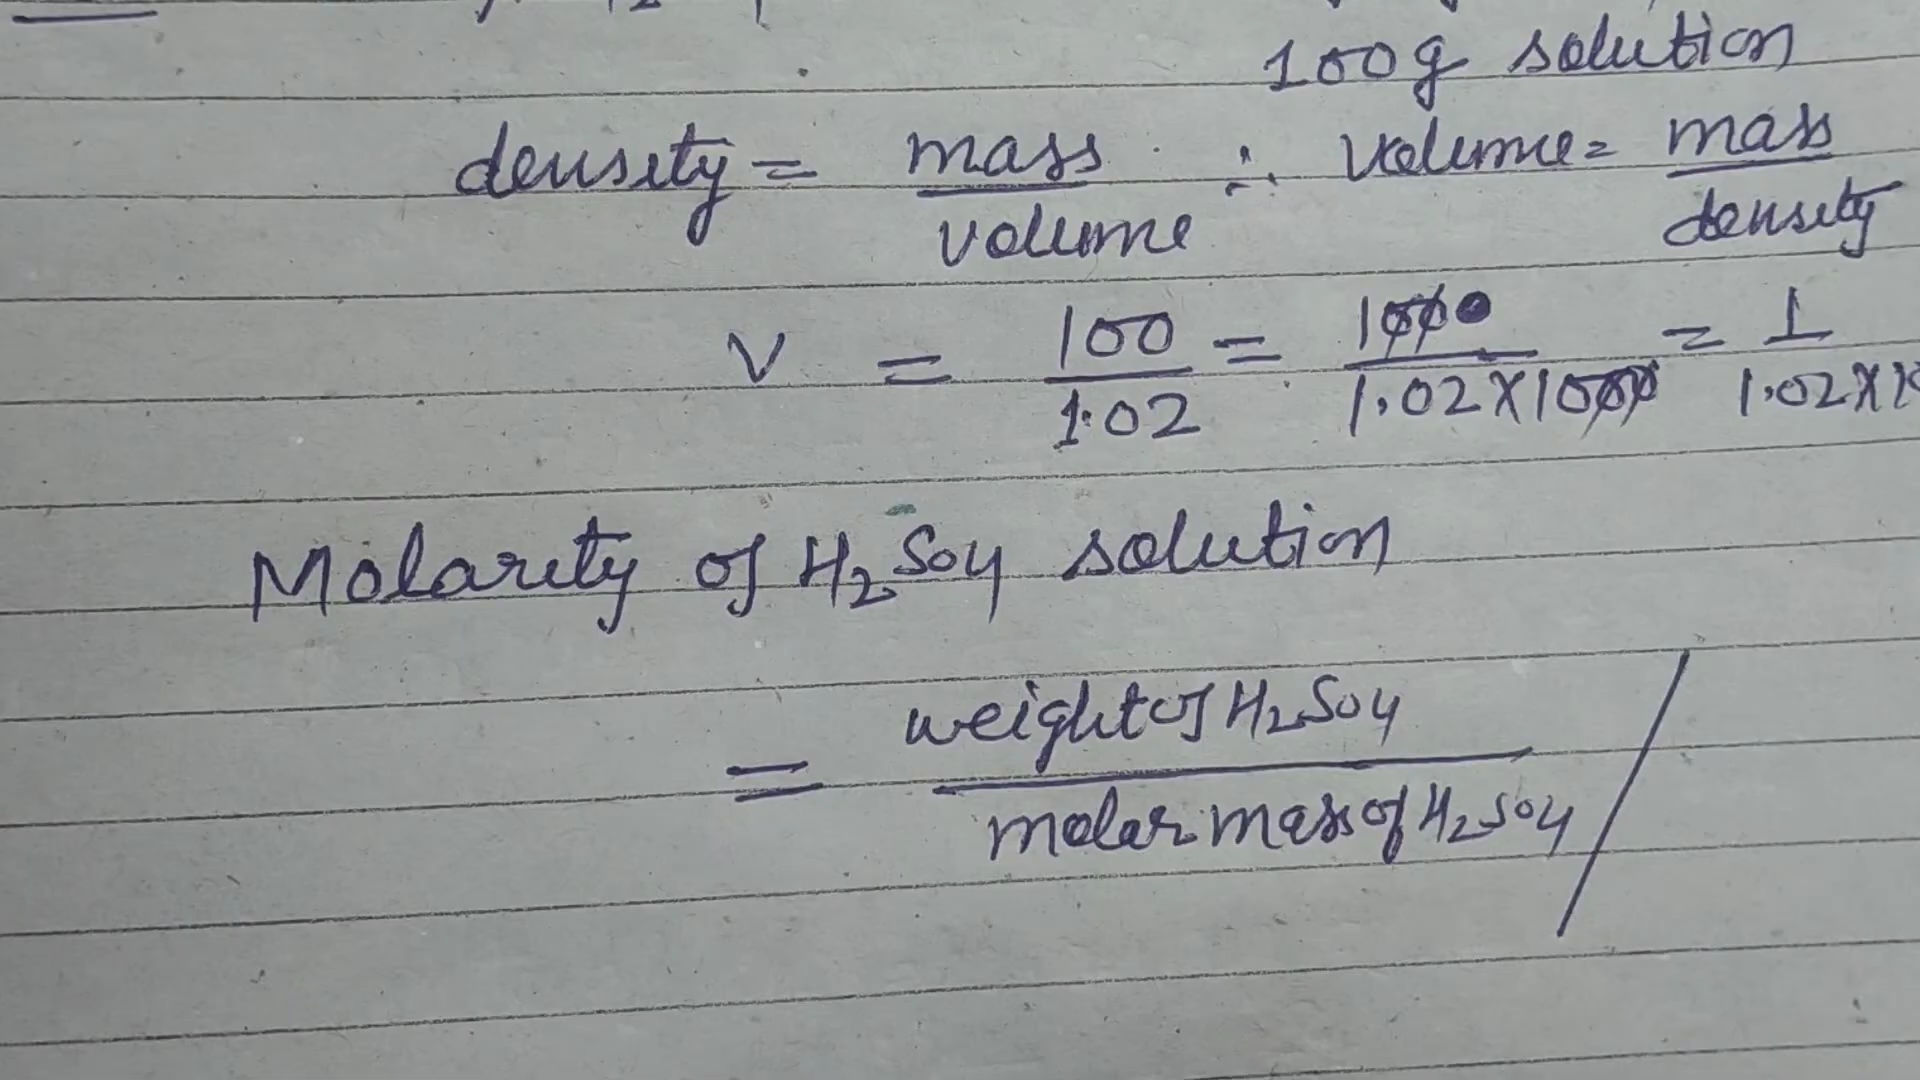 100g solution
density = mass / volume ∴ volume = mass / density
V = 100 / 1.02 = 1000 / 1.02 X 1000 = 1 / 1.02 X 1
Molarity of H2So4 solution
= weight of H2So4 / molar mass of H2So4 /